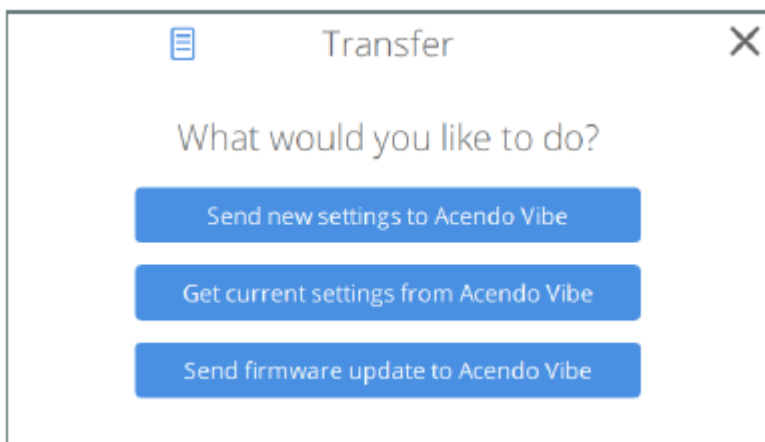 Transfer
What would you like to do?
Send new settings to Acendo Vibe
Get current settings from Acendo Vibe
Send firmware update to Acendo Vibe